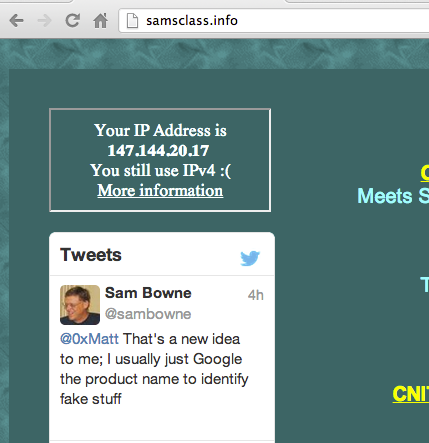 samsclass.info
Your IP Address is
147.144.20.17
You still use IPv4 :(
More information
Meets S
Tweets
Sam Bowne
4h
@sambowne
@0xMatt That's a new idea
to me; I usually just Google
the product name to identify
fake stuff
CNIT